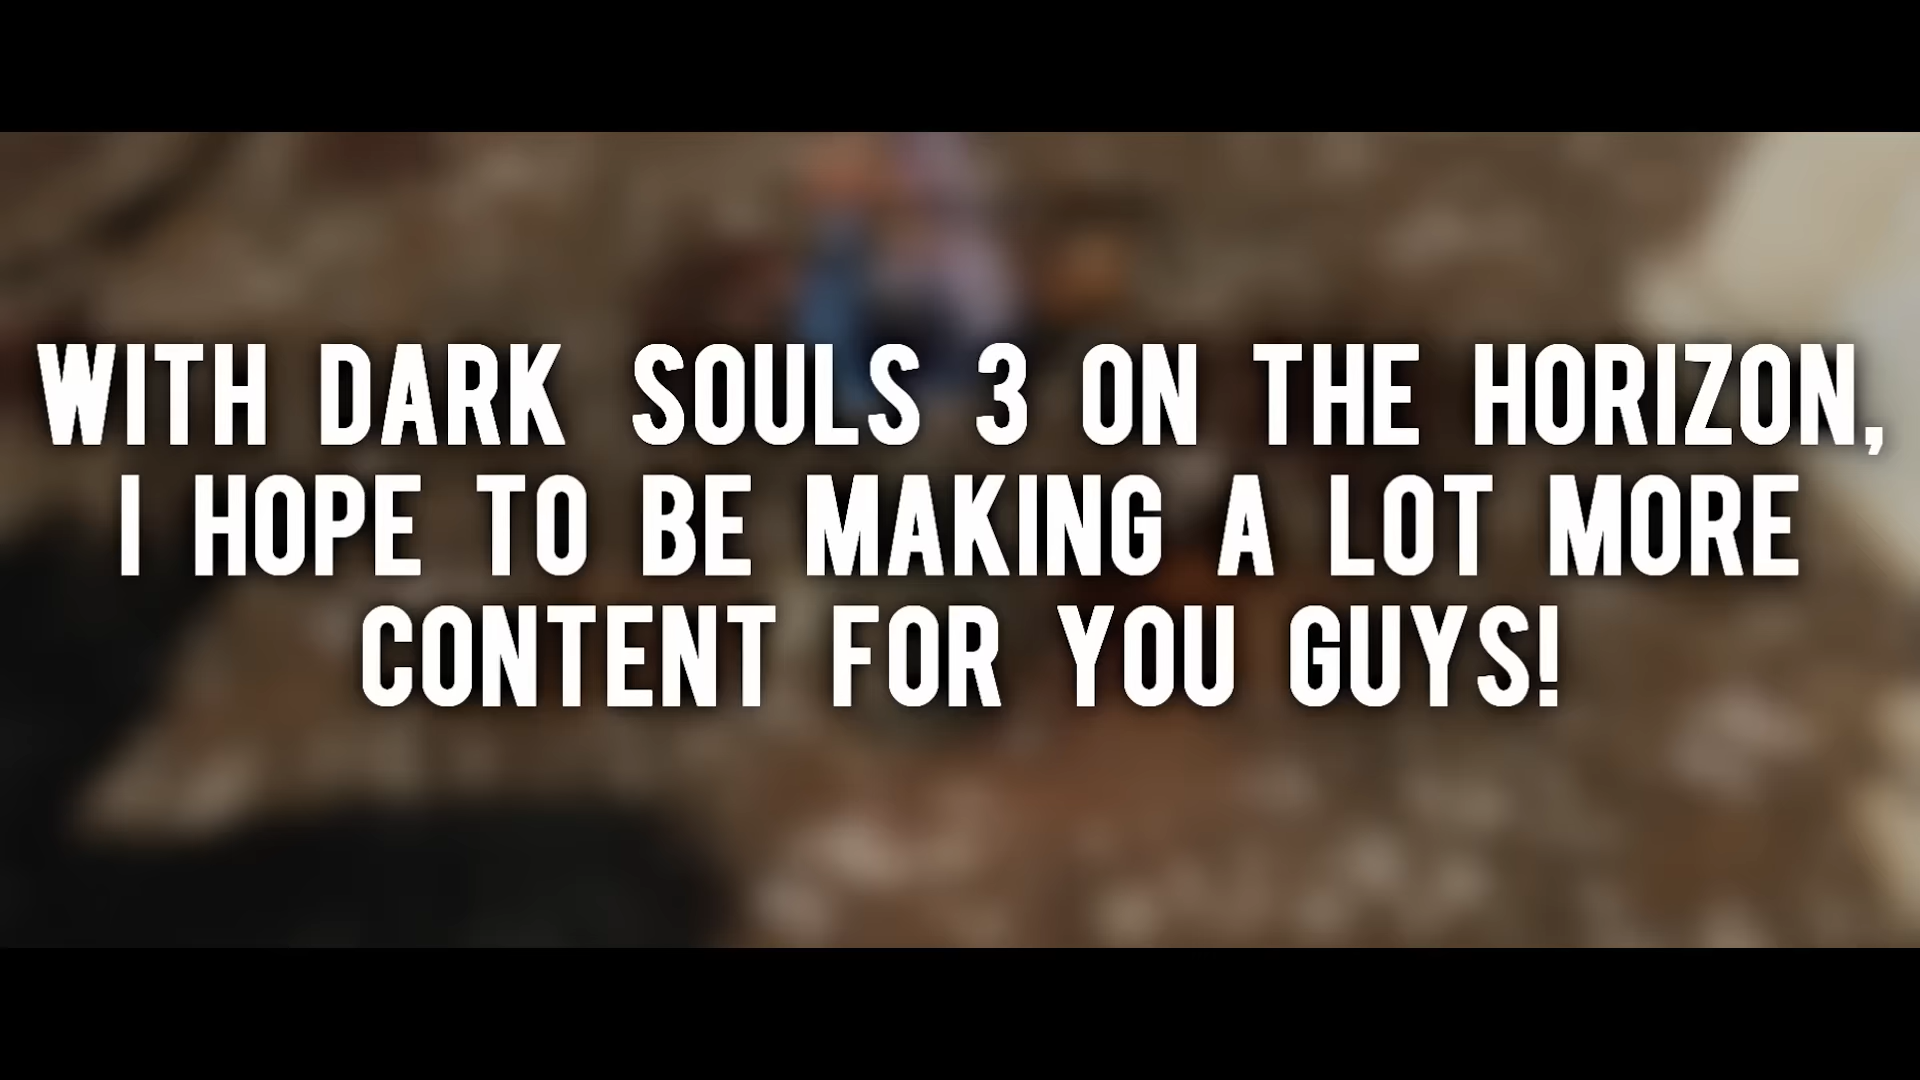 WITH DARK SOULS 3 ON THE HORIZON,
I HOPE TO BE MAKING A LOT MORE
CONTENT FOR YOU GUYS!